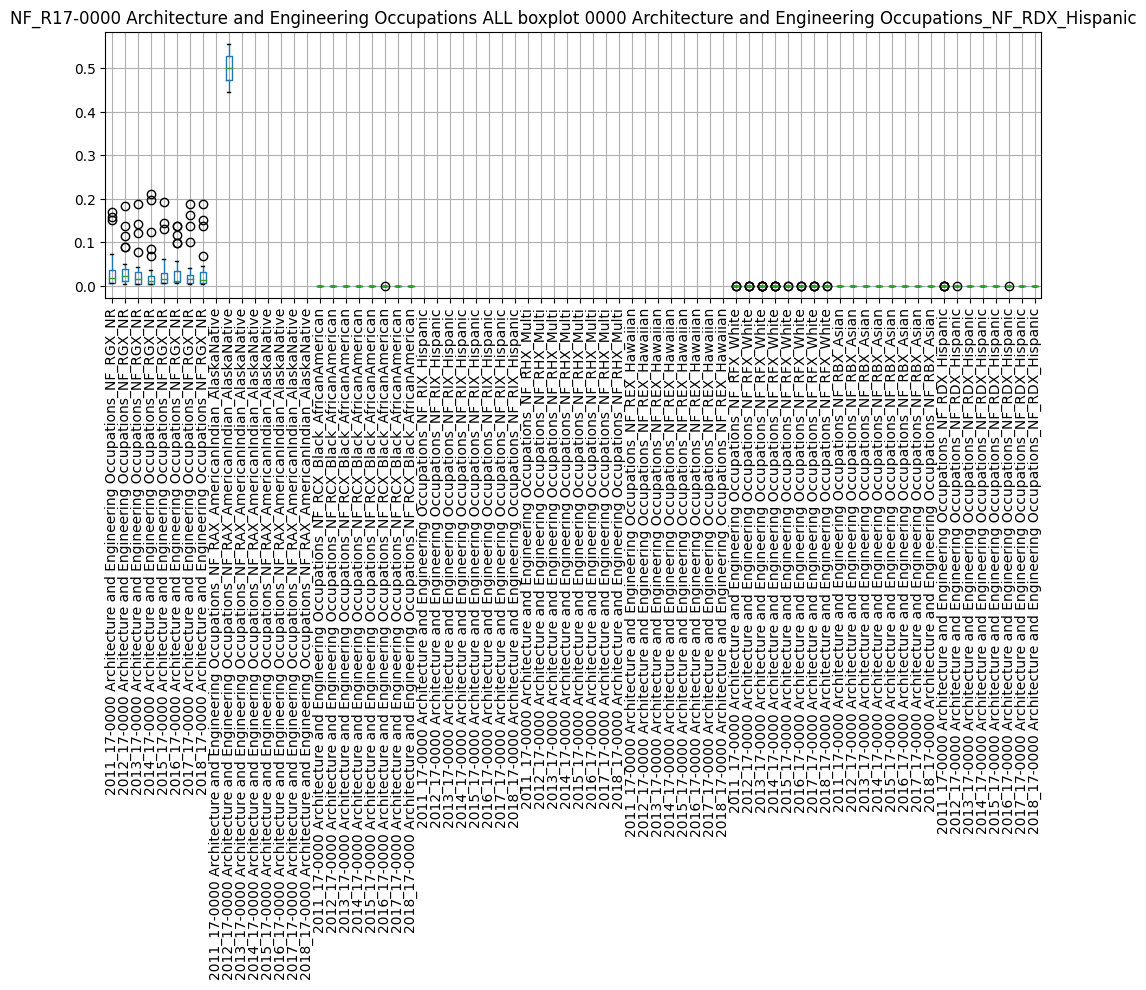 NF_R17-0000 Architecture and Engineering Occupations ALL boxplot 0000 Architecture and Engineering Occupations_NF_RDX_Hispanic
0.5
0.4
0.3
0.2
0.1
0.0
2011_17-0000 Architecture and Engineering Occupations_NF_RGX_NR
2012_17-0000 Architecture and Engineering Occupations_NF_RGX_NR
2013_17-0000 Architecture and Engineering Occupations_NF_RGX_NR
2014_17-0000 Architecture and Engineering Occupations_NF_RGX_NR
2015_17-0000 Architecture and Engineering Occupations_NF_RGX_NR
2016_17-0000 Architecture and Engineering Occupations_NF_RGX_NR
2017_17-0000 Architecture and Engineering Occupations_NF_RGX_NR
2018_17-0000 Architecture and Engineering Occupations_NF_RGX_NR
2011_17-0000 Architecture and Engineering Occupations_NF_RAX_AmericanIndian_AlaskaNative
2012_17-0000 Architecture and Engineering Occupations_NF_RAX_AmericanIndian_AlaskaNative
2013_17-0000 Architecture and Engineering Occupations_NF_RAX_AmericanIndian_AlaskaNative
2014_17-0000 Architecture and Engineering Occupations_NF_RAX_AmericanIndian_AlaskaNative
2015_17-0000 Architecture and Engineering Occupations_NF_RAX_AmericanIndian_AlaskaNative
2016_17-0000 Architecture and Engineering Occupations_NF_RAX_AmericanIndian_AlaskaNative
2017_17-0000 Architecture and Engineering Occupations_NF_RAX_AmericanIndian_AlaskaNative
2018_17-0000 Architecture and Engineering Occupations_NF_RAX_AmericanIndian_AlaskaNative
2011_17-0000 Architecture and Engineering Occupations_NF_RCX_Black_AfricanAmerican
2012_17-0000 Architecture and Engineering Occupations_NF_RCX_Black_AfricanAmerican
2013_17-0000 Architecture and Engineering Occupations_NF_RCX_Black_AfricanAmerican
2014_17-0000 Architecture and Engineering Occupations_NF_RCX_Black_AfricanAmerican
2015_17-0000 Architecture and Engineering Occupations_NF_RCX_Black_AfricanAmerican
2016_17-0000 Architecture and Engineering Occupations_NF_RCX_Black_AfricanAmerican
2017_17-0000 Architecture and Engineering Occupations_NF_RCX_Black_AfricanAmerican
2018_17-0000 Architecture and Engineering Occupations_NF_RCX_Black_AfricanAmerican
2011_17-0000 Architecture and Engineering Occupations_NF_RIX_Hispanic
2012_17-0000 Architecture and Engineering Occupations_NF_RIX_Hispanic
2013_17-0000 Architecture and Engineering Occupations_NF_RIX_Hispanic
2014_17-0000 Architecture and Engineering Occupations_NF_RIX_Hispanic
2015_17-0000 Architecture and Engineering Occupations_NF_RIX_Hispanic
2016_17-0000 Architecture and Engineering Occupations_NF_RIX_Hispanic
2017_17-0000 Architecture and Engineering Occupations_NF_RIX_Hispanic
2018_17-0000 Architecture and Engineering Occupations_NF_RIX_Hispanic
2011_17-0000 Architecture and Engineering Occupations_NF_RHX_Multi
2012_17-0000 Architecture and Engineering Occupations_NF_RHX_Multi
2013_17-0000 Architecture and Engineering Occupations_NF_RHX_Multi
2014_17-0000 Architecture and Engineering Occupations_NF_RHX_Multi
2015_17-0000 Architecture and Engineering Occupations_NF_RHX_Multi
2016_17-0000 Architecture and Engineering Occupations_NF_RHX_Multi
2017_17-0000 Architecture and Engineering Occupations_NF_RHX_Multi
2018_17-0000 Architecture and Engineering Occupations_NF_RHX_Multi
2011_17-0000 Architecture and Engineering Occupations_NF_REX_Hawaiian
2012_17-0000 Architecture and Engineering Occupations_NF_REX_Hawaiian
2013_17-0000 Architecture and Engineering Occupations_NF_REX_Hawaiian
2014_17-0000 Architecture and Engineering Occupations_NF_REX_Hawaiian
2015_17-0000 Architecture and Engineering Occupations_NF_REX_Hawaiian
2016_17-0000 Architecture and Engineering Occupations_NF_REX_Hawaiian
2017_17-0000 Architecture and Engineering Occupations_NF_REX_Hawaiian
2018_17-0000 Architecture and Engineering Occupations_NF_REX_Hawaiian
2011_17-0000 Architecture and Engineering Occupations_NF_RFX_White
2012_17-0000 Architecture and Engineering Occupations_NF_RFX_White
2013_17-0000 Architecture and Engineering Occupations_NF_RFX_White
2014_17-0000 Architecture and Engineering Occupations_NF_RFX_White
2015_17-0000 Architecture and Engineering Occupations_NF_RFX_White
2016_17-0000 Architecture and Engineering Occupations_NF_RFX_White
2017_17-0000 Architecture and Engineering Occupations_NF_RFX_White
2018_17-0000 Architecture and Engineering Occupations_NF_RFX_White
2011_17-0000 Architecture and Engineering Occupations_NF_RBX_Asian
2012_17-0000 Architecture and Engineering Occupations_NF_RBX_Asian
2013_17-0000 Architecture and Engineering Occupations_NF_RBX_Asian
2014_17-0000 Architecture and Engineering Occupations_NF_RBX_Asian
2015_17-0000 Architecture and Engineering Occupations_NF_RBX_Asian
2016_17-0000 Architecture and Engineering Occupations_NF_RBX_Asian
2017_17-0000 Architecture and Engineering Occupations_NF_RBX_Asian
2018_17-0000 Architecture and Engineering Occupations_NF_RBX_Asian
2011_17-0000 Architecture and Engineering Occupations_NF_RDX_Hispanic
2012_17-0000 Architecture and Engineering Occupations_NF_RDX_Hispanic
2013_17-0000 Architecture and Engineering Occupations_NF_RDX_Hispanic
2014_17-0000 Architecture and Engineering Occupations_NF_RDX_Hispanic
2015_17-0000 Architecture and Engineering Occupations_NF_RDX_Hispanic
2016_17-0000 Architecture and Engineering Occupations_NF_RDX_Hispanic
2017_17-0000 Architecture and Engineering Occupations_NF_RDX_Hispanic
2018_17-0000 Architecture and Engineering Occupations_NF_RDX_Hispanic